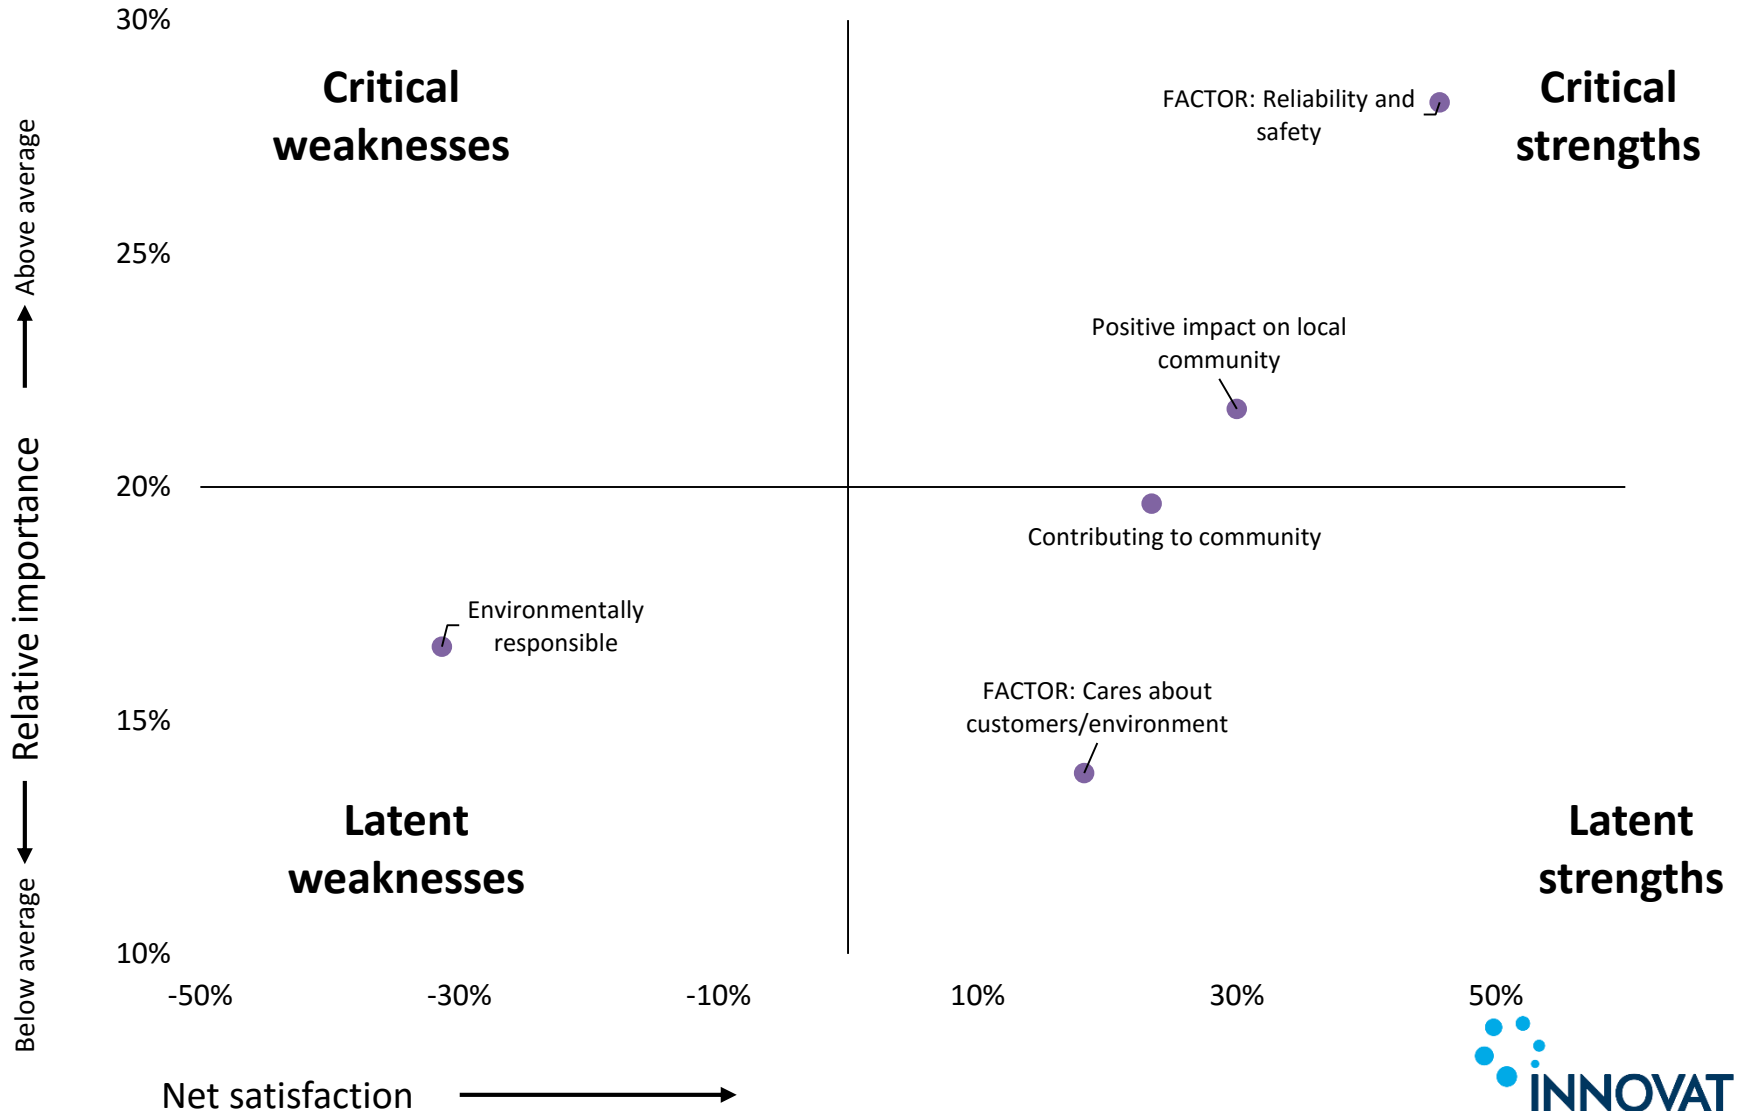 30%
Critical
weaknesses
FACTOR: Reliability and
safety
Critical
strengths
Above average
25%
Positive impact on local
community
Relative importance
20%
Contributing to community
Environmentally
responsible
FACTOR: Cares about
customers/environment
15%
Latent
weaknesses
Latent
strengths
Below average
10%
-50%
-30%
-10%
10%
30%
50%
Net satisfaction
INNOVAT